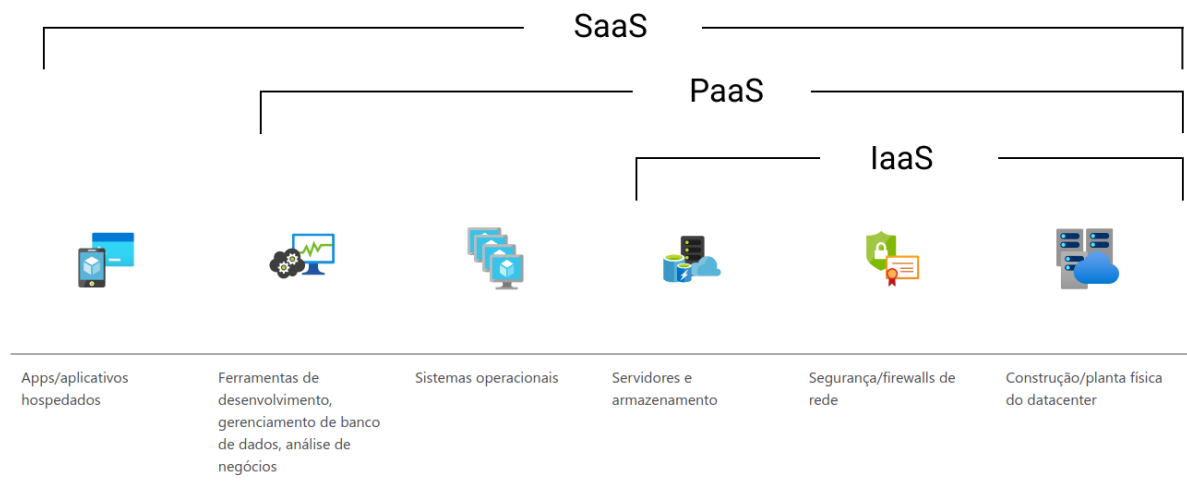 SaaS
PaaS
IaaS
Apps/aplicativos
hospedados
Ferramentas de
desenvolvimento,
gerenciamento de banco
de dados, análise de
negócios
Sistemas operacionais
Servidores e
armazenamento
Segurança/firewalls de
rede
Construção/planta física
do datacenter